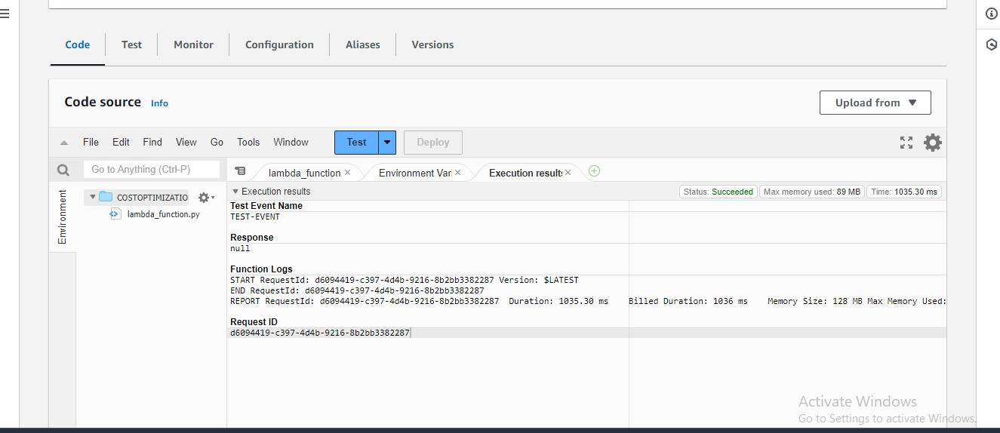 Code Test Monitor Configuration Aliases Versions
Code source Info
Upload from
File Edit Find View Go Tools Window Test Deploy
Go to Anything (Ctrl-P)
lambda_function Environment Vari Execution results
Environment
COSTOPTIMIZATIO
lambda_function.py
Execution results Status: Succeeded Max memory used: 89 MB Time: 1035.30 ms
Test Event Name
TEST-EVENT
Response
null
Function Logs
START RequestId: d6094419-c397-4d4b-9216-8b2bb3382287 Version: $LATEST
END RequestId: d6094419-c397-4d4b-9216-8b2bb3382287
REPORT RequestId: d6094419-c397-4d4b-9216-8b2bb3382287 Duration: 1035.30 ms Billed Duration: 1036 ms Memory Size: 128 MB Max Memory Used:
Request ID
d6094419-c397-4d4b-9216-8b2bb3382287
Activate Windows
Go to Settings to activate Windows.